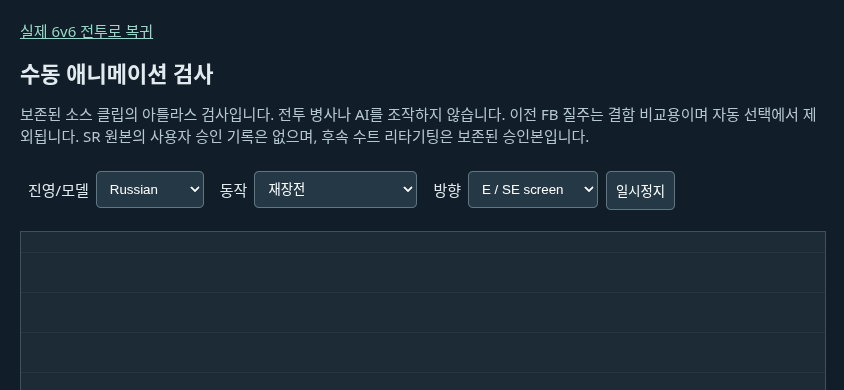 실제 6v6 전투로 복귀
수동 애니메이션 검사
보존된 소스 클립의 아틀라스 검사입니다. 전투 병사나 AI를 조작하지 않습니다. 이전 FB 질주는 결함 비교용이며 자동 선택에서 제
외됩니다. SR 원본의 사용자 승인 기록은 없으며, 후속 수트 리타기팅은 보존된 승인본입니다.
진영/모델 Russian 동작 재장전 방향 E / SE screen 일시정지